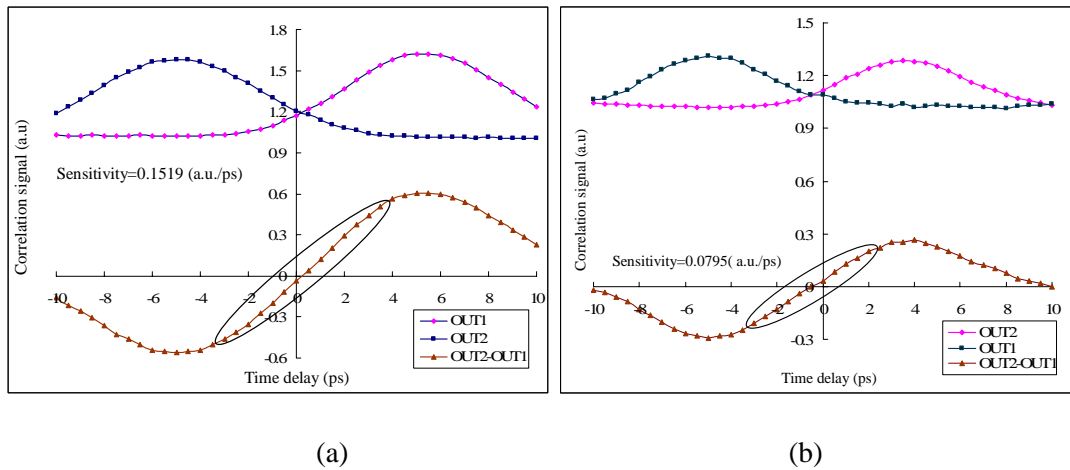 1.8
1.5
1.2
0.9
0.6
0.3
0
-0.3
-0.6
Correlation signal (a.u)
Sensitivity=0.1519 (a.u./ps)
-10 -8 -6 -4 -2 0 2 4 6 8 10
Time delay (ps)
OUT1
OUT2
OUT2-OUT1
(a)
1.5
1.2
0.9
0.6
0.3
0
-0.3
Correlation signal (a.u)
Sensitivity=0.0795( a.u./ps)
-10 -8 -6 -4 -2 0 2 4 6 8 10
Time delay (ps)
OUT2
OUT1
OUT2-OUT1
(b)